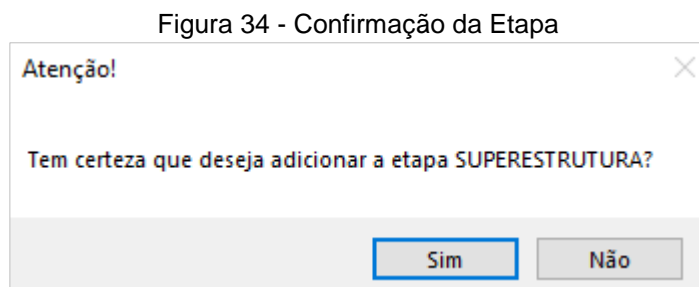 Figura 34 - Confirmação da Etapa
Atenção!
Tem certeza que deseja adicionar a etapa SUPERESTRUTURA?
Sim
Não